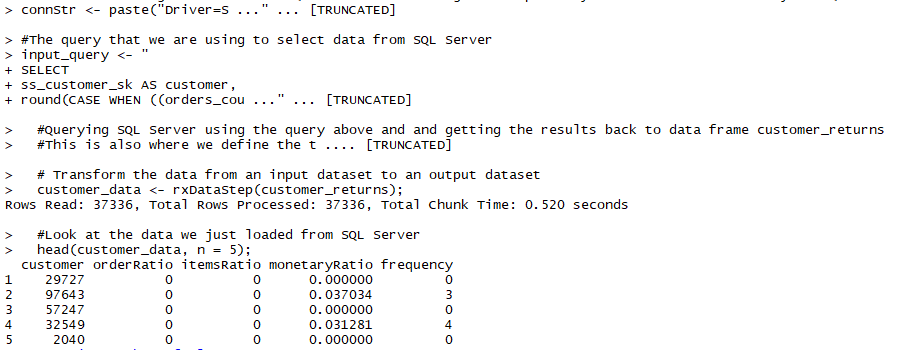 > connStr <- paste("Driver=S ..." ... [TRUNCATED]
> #The query that we are using to select data from SQL Server
> input_query <- "
+ SELECT
+ ss_customer_sk AS customer,
+ round(CASE WHEN ((orders_cou ..." ... [TRUNCATED]
>   #Querying SQL Server using the query above and and getting the results back to data frame customer_returns
>   #This is also where we define the t .... [TRUNCATED]
>   # Transform the data from an input dataset to an output dataset
>   customer_data <- rxDataStep(customer_returns);
Rows Read: 37336, Total Rows Processed: 37336, Total Chunk Time: 0.520 seconds
>   #Look at the data we just loaded from SQL Server
>   head(customer_data, n = 5);
  customer orderRatio itemsRatio monetaryRatio frequency
1    29727          0          0      0.000000         0
2    97643          0          0      0.037034         3
3    57247          0          0      0.000000         0
4    32549          0          0      0.031281         4
5     2040          0          0      0.000000         0